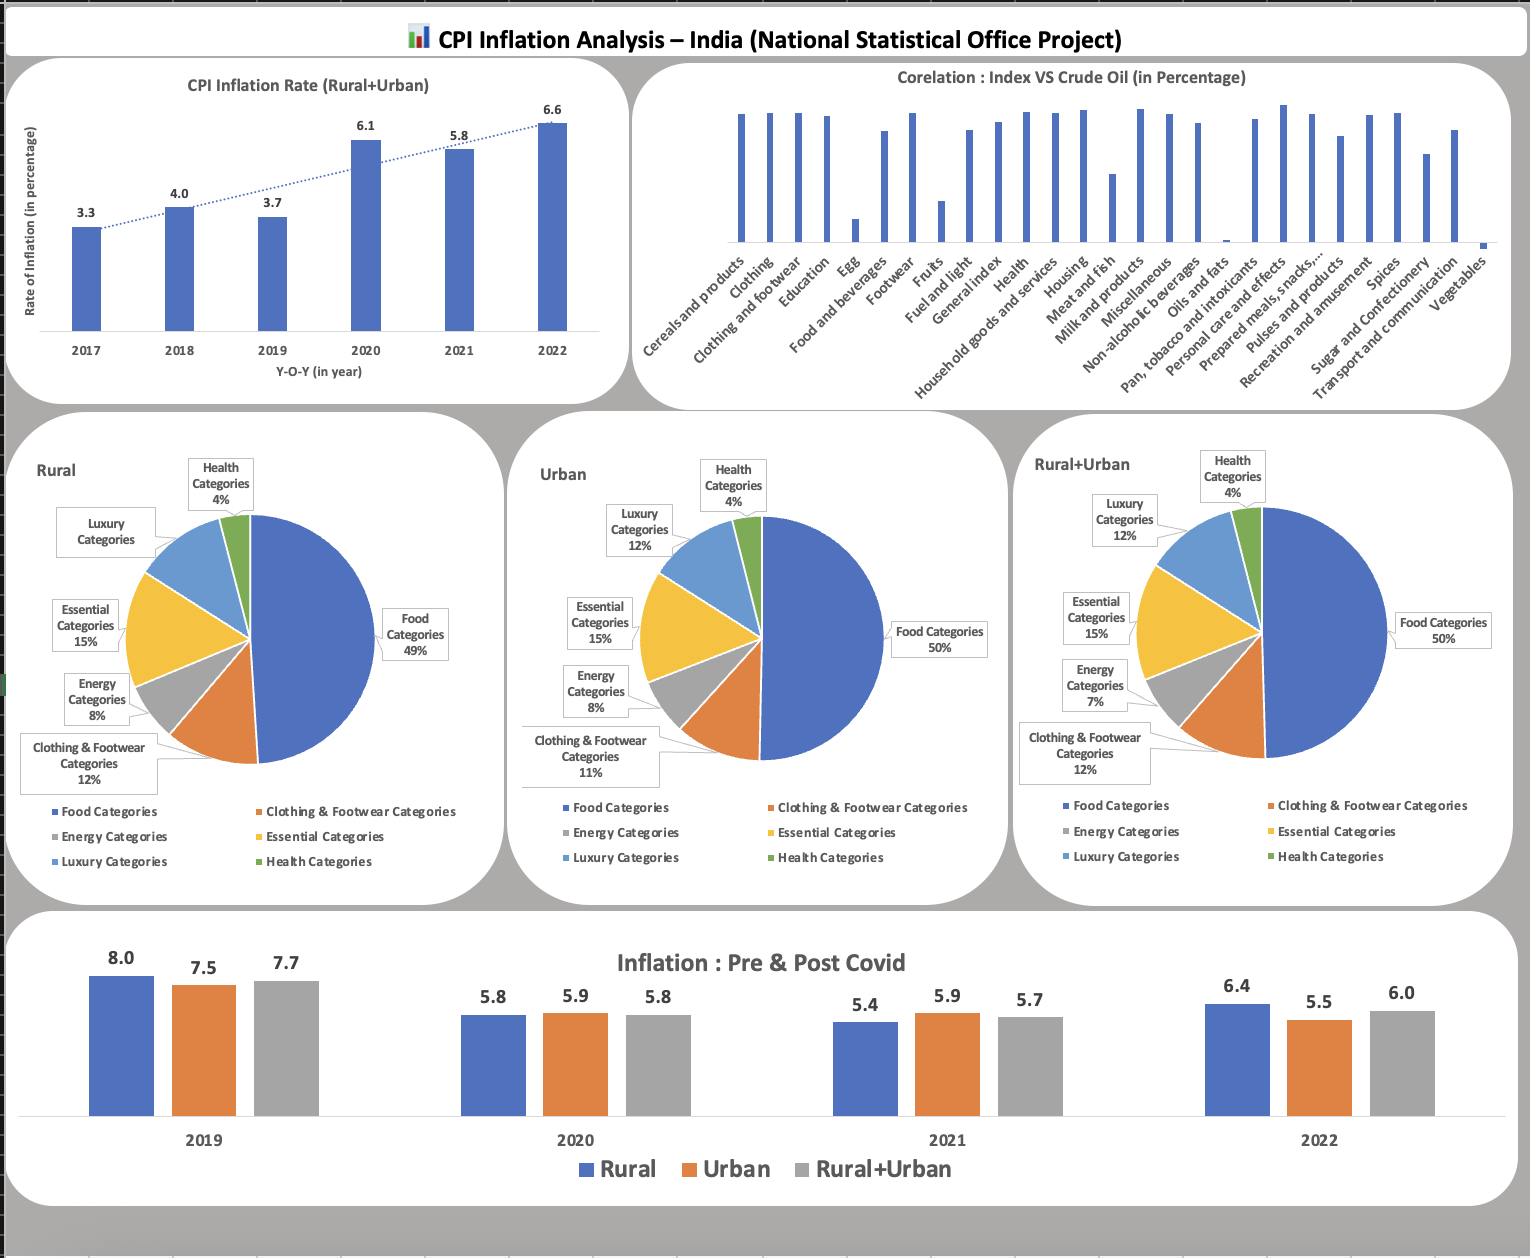 📊 CPI Inflation Analysis – India (National Statistical Office Project)
CPI Inflation Rate (Rural+Urban)
Rate of Inflation (in percentage)
3.3
4.0
3.7
6.1
5.8
6.6
2017
2018
2019
2020
2021
2022
Y-O-Y (in year)
Corelation : Index VS Crude Oil (in Percentage)
Cereals and products
Clothing
Clothing and footwear
Education
Egg
Food and beverages
Footwear
Fruits
Fuel and light
General index
Health
Household goods and services
Housing
Meat and fish
Milk and products
Miscellaneous
Non-alcoholic beverages
Oils and fats
Pan, tobacco and intoxicants
Personal care and effects
Prepared meals, snacks,...
Pulses and products
Recreation and amusement
Spices
Sugar and Confectionery
Transport and communication
Vegetables
Rural
Health
Categories
4%
Luxury
Categories
Essential
Categories
15%
Food
Categories
49%
Energy
Categories
8%
Clothing & Footwear
Categories
12%
Food Categories
Clothing & Footwear Categories
Energy Categories
Essential Categories
Luxury Categories
Health Categories
Urban
Health
Categories
4%
Luxury
Categories
12%
Essential
Categories
15%
Food Categories
50%
Energy
Categories
8%
Clothing & Footwear
Categories
11%
Food Categories
Clothing & Footwear Categories
Energy Categories
Essential Categories
Luxury Categories
Health Categories
Rural+Urban
Health
Categories
4%
Luxury
Categories
12%
Essential
Categories
15%
Food Categories
50%
Energy
Categories
7%
Clothing & Footwear
Categories
12%
Food Categories
Clothing & Footwear Categories
Energy Categories
Essential Categories
Luxury Categories
Health Categories
Inflation : Pre & Post Covid
8.0
7.5
7.7
5.8
5.9
5.8
5.4
5.9
5.7
6.4
5.5
6.0
2019
2020
2021
2022
Rural
Urban
Rural+Urban